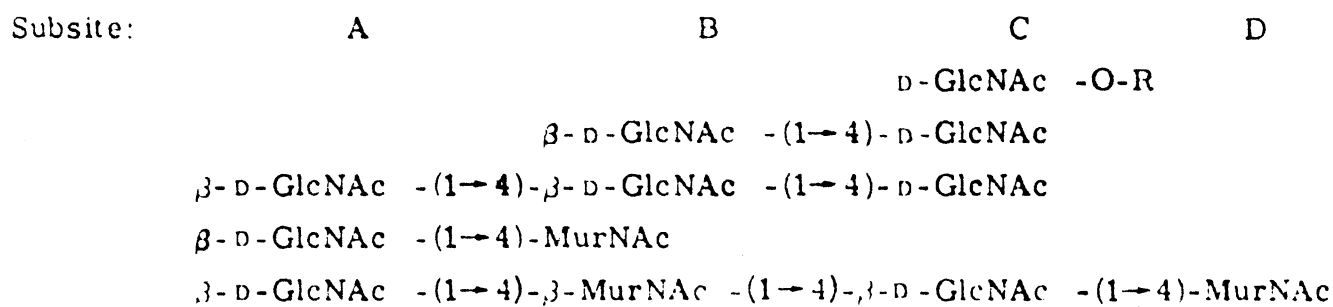 Subsite: A B C D
D-GlcNAc -O-R
β-D-GlcNAc -(1→4)-D-GlcNAc
β-D-GlcNAc -(1→4)-β-D-GlcNAc -(1→4)-D-GlcNAc
β-D-GlcNAc -(1→4)-MurNAc
β-D-GlcNAc -(1→4)-β-MurNAc -(1→4)-β-D-GlcNAc -(1→4)-MurNAc